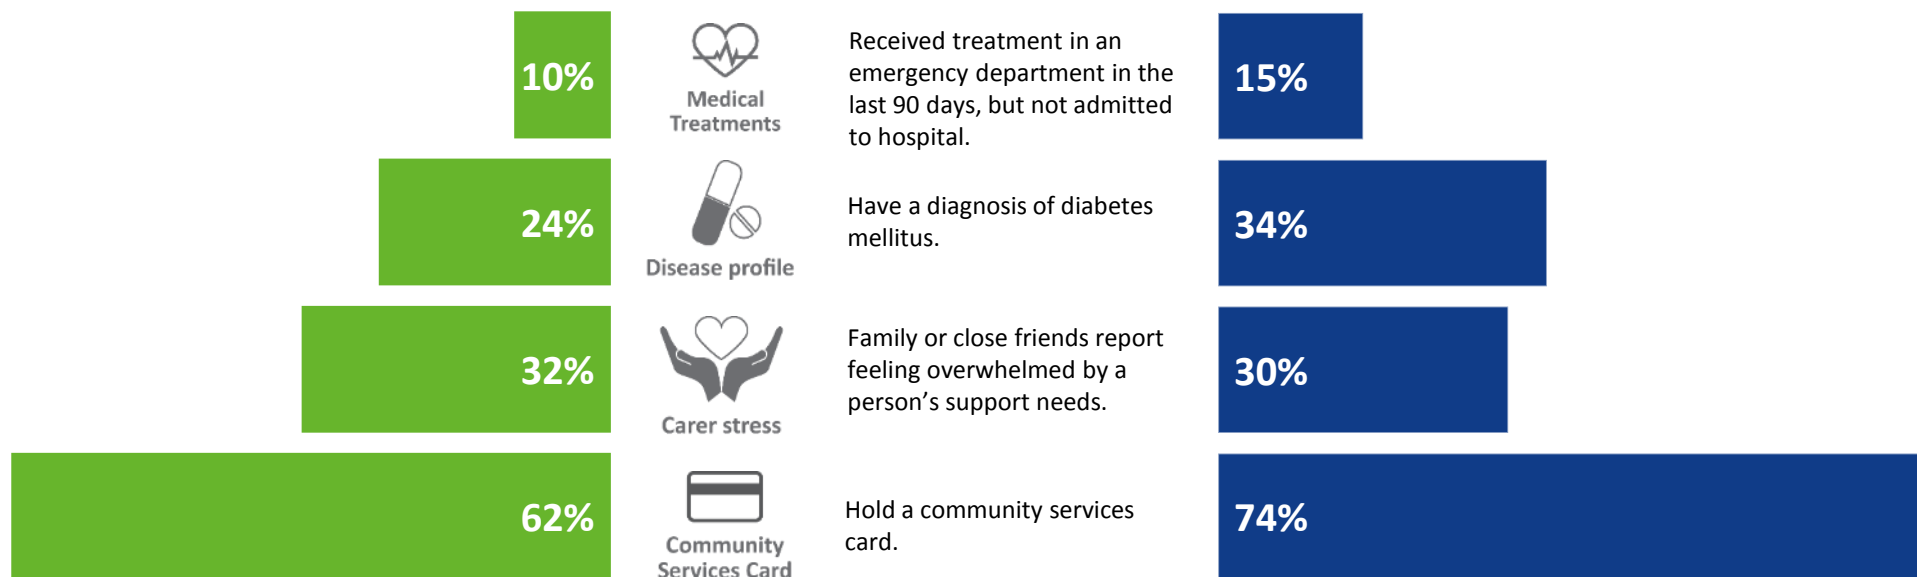 10%
Medical
Treatments
Received treatment in an
emergency department in the
last 90 days, but not admitted
to hospital.
15%
24%
Disease profile
Have a diagnosis of diabetes
mellitus.
34%
32%
Carer stress
Family or close friends report
feeling overwhelmed by a
person’s support needs.
30%
62%
Community
Services Card
Hold a community services
card.
74%